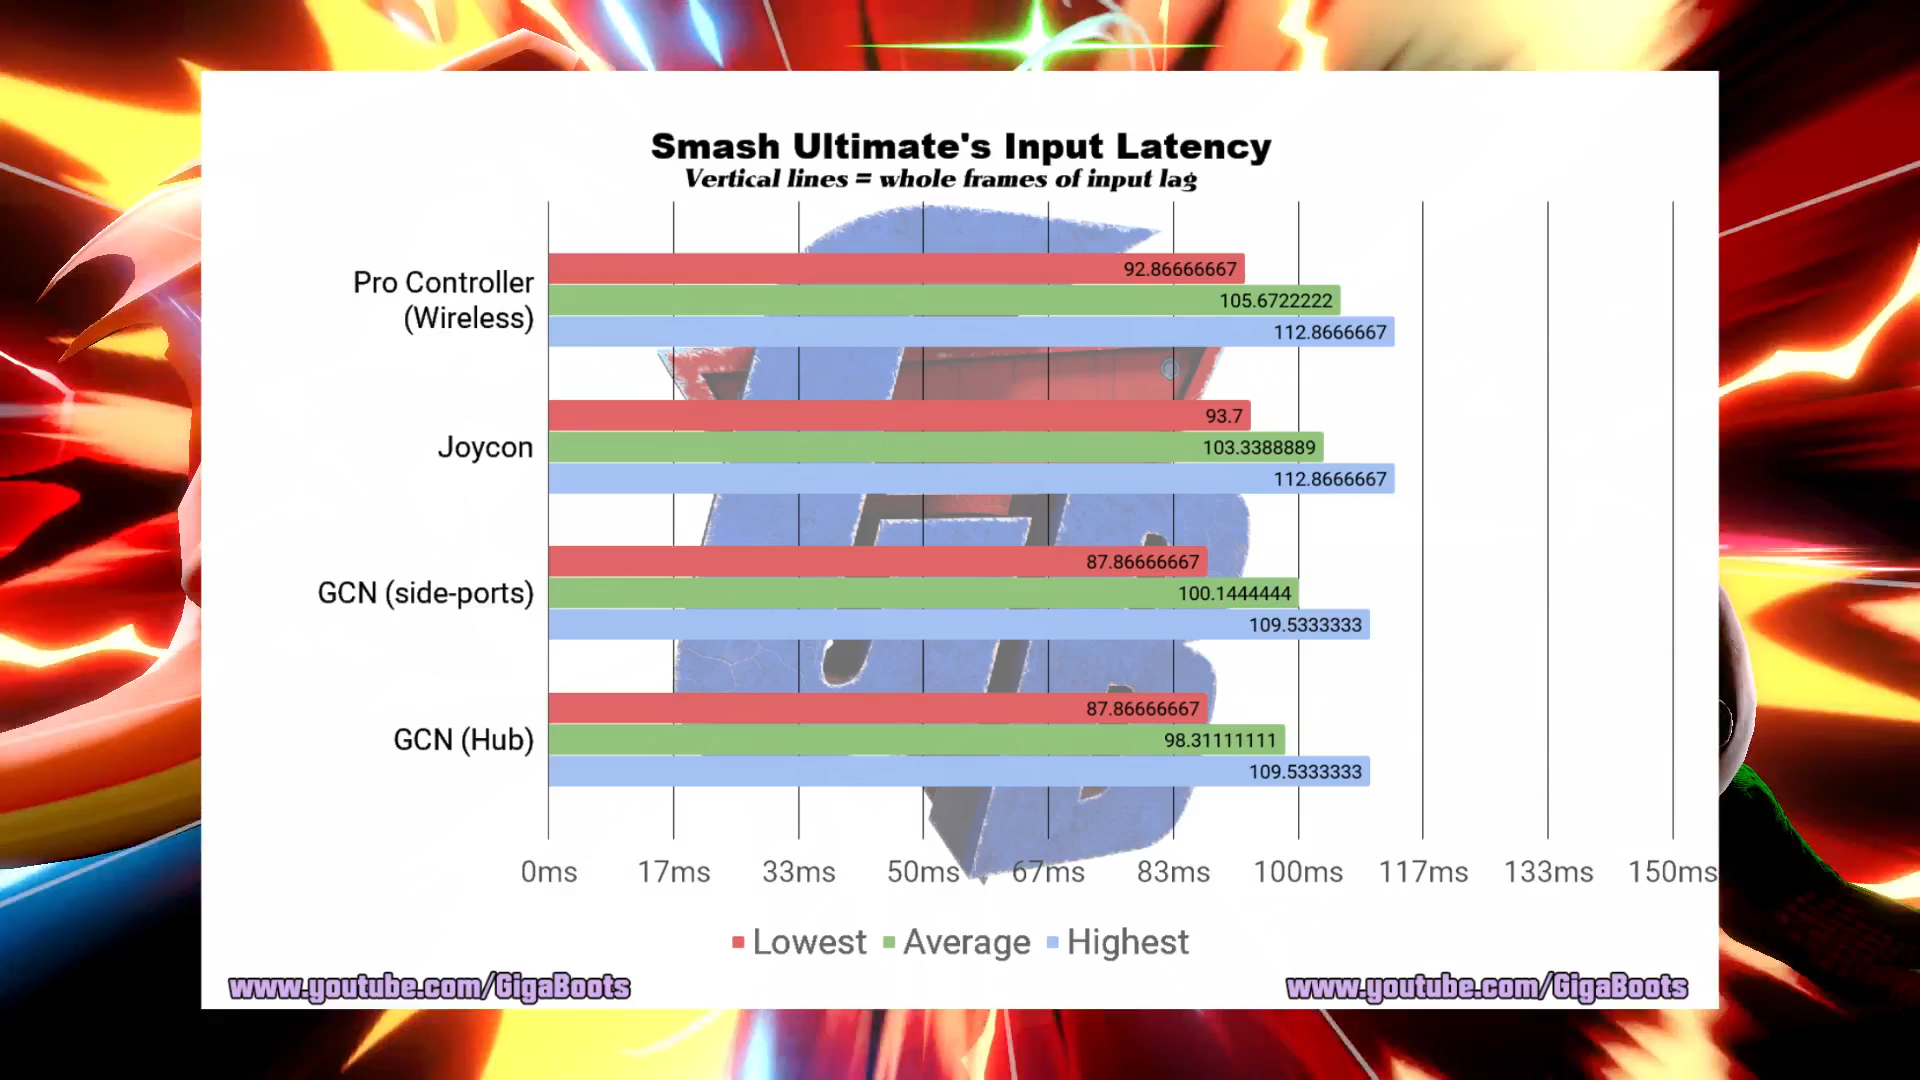 Smash Ultimate's Input Latency
Vertical lines = whole frames of input lag
Pro Controller
(Wireless)
92.86666667
105.6722222
112.8666667
Joycon
93.7
103.3388889
112.8666667
GCN (side-ports)
87.86666667
100.1444444
109.5333333
GCN (Hub)
87.86666667
98.31111111
109.5333333
0ms 17ms 33ms 50ms 67ms 83ms 100ms 117ms 133ms 150ms
Lowest Average Highest
www.youtube.com/GigaBoots www.youtube.com/GigaBoots